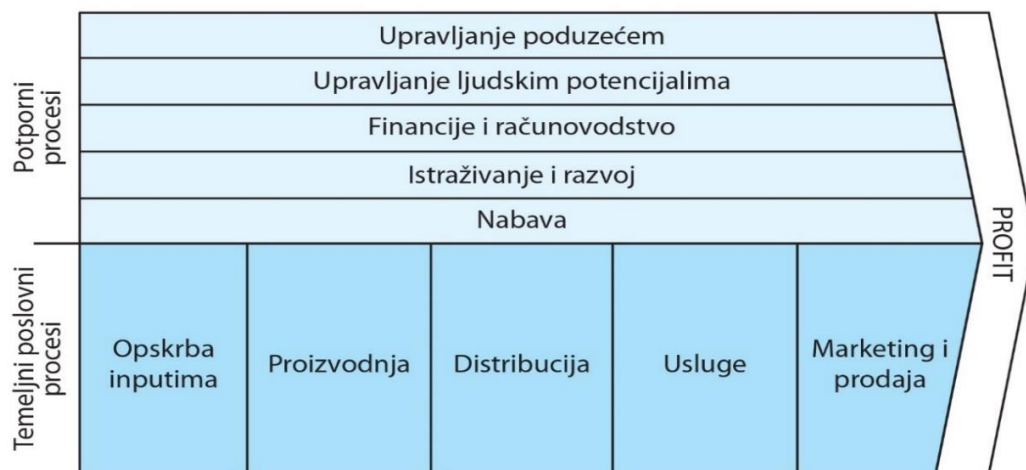 Potporni
procesi
Upravljanje poduzećem
Upravljanje ljudskim potencijalima
Financije i računovodstvo
Istraživanje i razvoj
Nabava
PROFIT
Temeljni poslovni
procesi
Opskrba
inputima
Proizvodnja
Distribucija
Usluge
Marketing i
prodaja